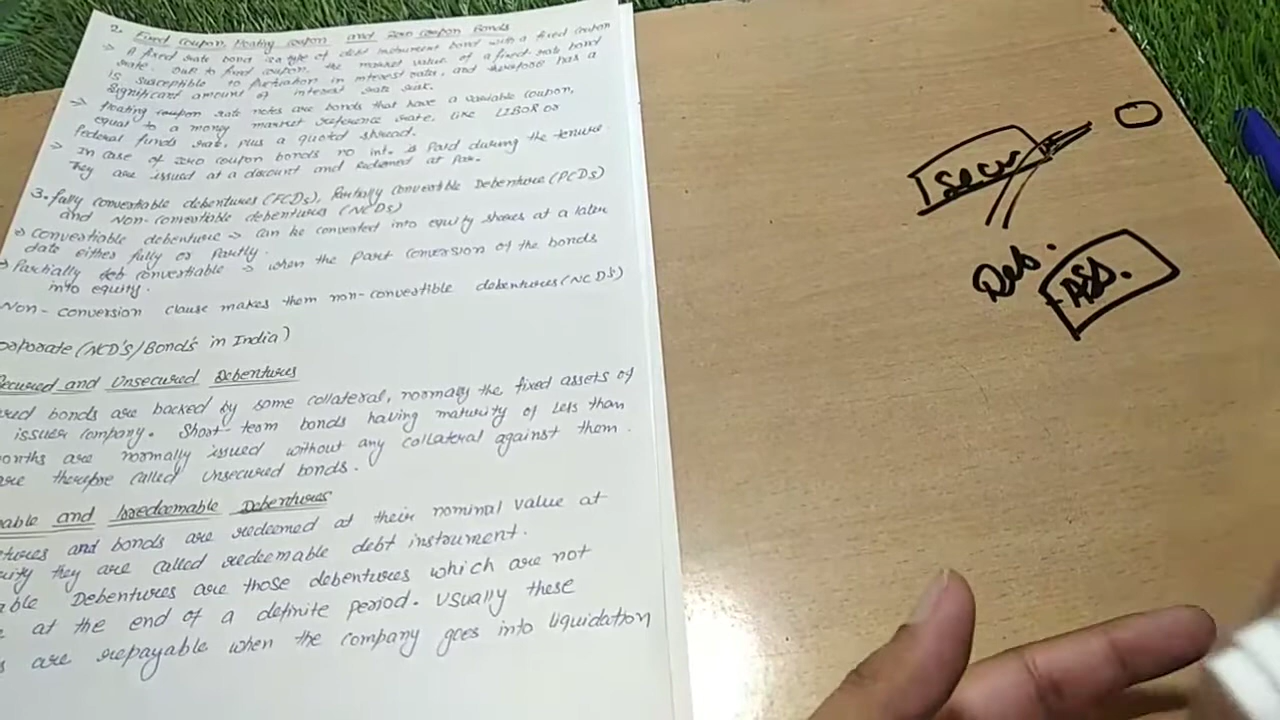 2. Fixed coupon, Floating coupon and Zero coupon Bonds
→ A fixed rate bond is a type of debt instrument bond with a fixed coupon
rate. Due to fixed coupon, the market value of a fixed-rate bond
is susceptible to fluctuation in interest rates, and therefore has a
significant amount of interest rate risk.
→ Floating coupon rate notes are bonds that have a variable coupon,
equal to a money market reference rate, like LIBOR or
federal funds rate, plus a quoted spread.
→ In case of zero coupon bonds no int. is paid during the tenure
They are issued at a discount and redeemed at par.
3. Fully convertible debentures (FCDs), Partially convertible Debenture (PCDs)
and Non-convertible debentures (NCDs)
→ Convertible debenture → can be converted into equity shares at a later
date either fully or partly.
→ Partially deb convertiable → when the part conversion of the bonds
into equity.
Non-conversion clause makes them non-convertible debentures (NCD'S)
orporate (NCD'S/Bond's in India)
ecured and Unsecured Debentures
ured bonds are backed by some collateral, normally the fixed assets of
issuer company. Short-term bonds having maturity of less than
onths are normally issued without any collateral against them.
are therefore called unsecured bonds.
mable and Irredeemable Debentures
tures and bonds are redeemed at their nominal value at
urity they are called redeemable debt instrument.
able Debentures are those debentures which are not
at the end of a definite period. Usually these
s are repayable when the company goes into liquidation
Secu
Deb.
Ass.